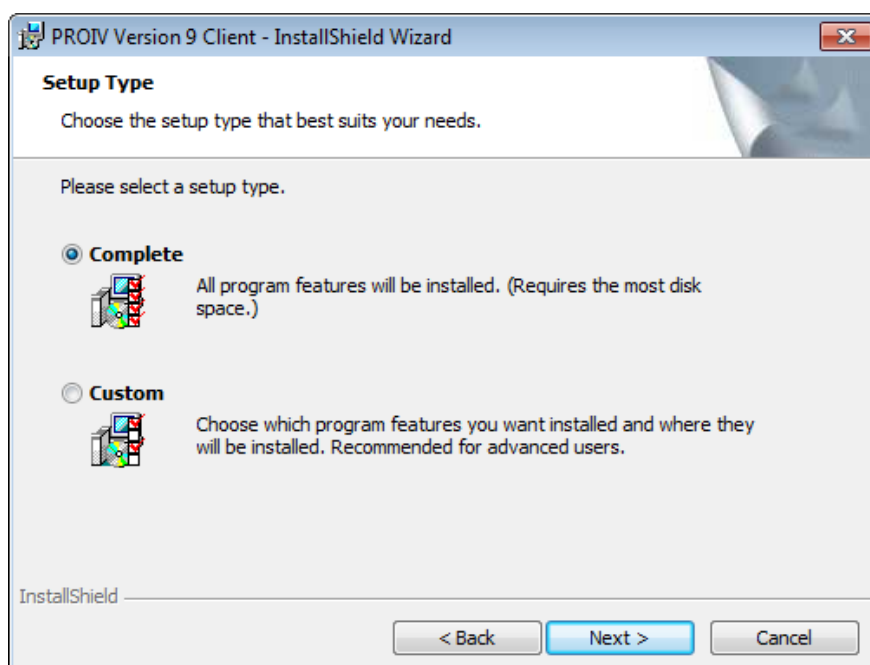 PROIV Version 9 Client - InstallShield Wizard
Setup Type
Choose the setup type that best suits your needs.
Please select a setup type.
Complete
All program features will be installed. (Requires the most disk
space.)
Custom
Choose which program features you want installed and where they
will be installed. Recommended for advanced users.
InstallShield
< Back
Next >
Cancel